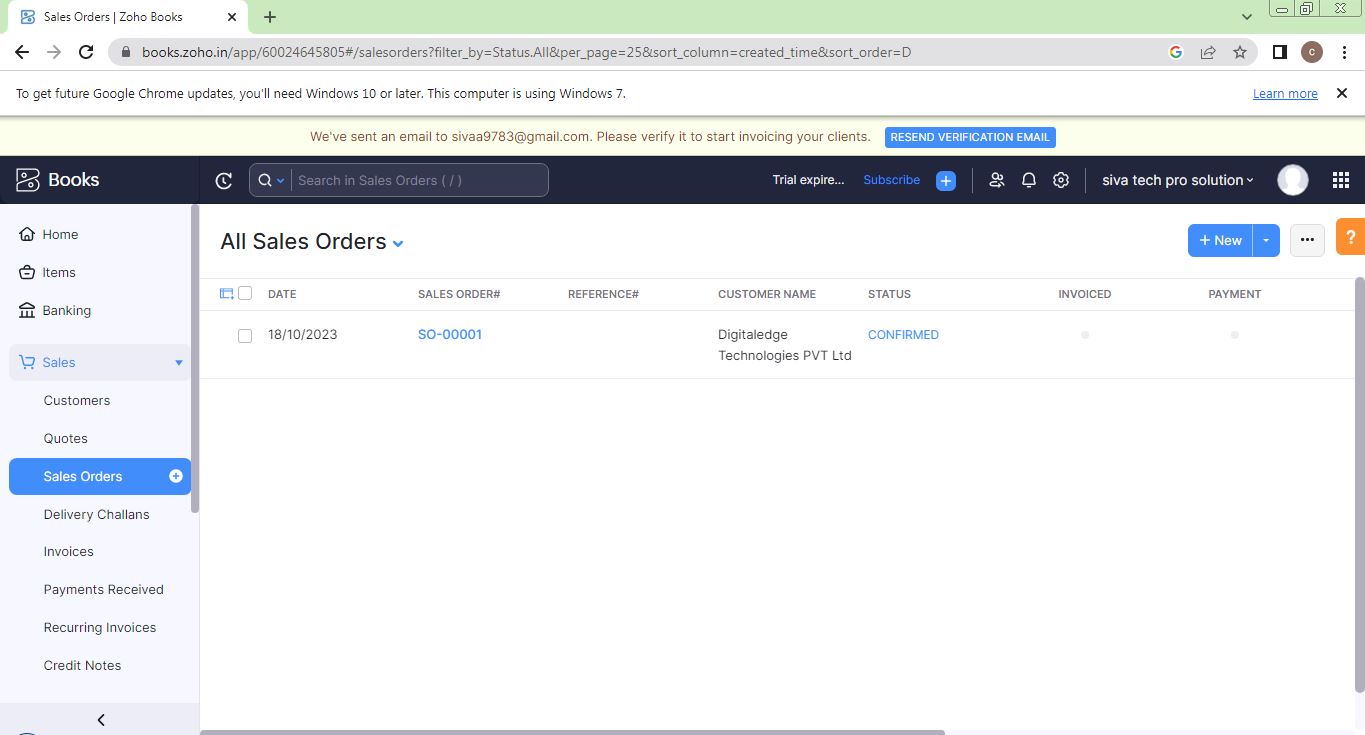 Sales Orders | Zoho Books
books.zoho.in/app/60024645805#/salesorders?filter_by=Status.All&per_page=25&sort_column=created_time&sort_order=D
C
To get future Google Chrome updates, you'll need Windows 10 or later. This computer is using Windows 7.
Learn more
We've sent an email to sivaa9783@gmail.com. Please verify it to start invoicing your clients.
RESEND VERIFICATION EMAIL
Books
Search in Sales Orders ( / )
Trial expire...
Subscribe
siva tech pro solution
Home
Items
Banking
Sales
Customers
Quotes
Sales Orders
Delivery Challans
Invoices
Payments Received
Recurring Invoices
Credit Notes
All Sales Orders
+ New
?
DATE SALES ORDER# REFERENCE# CUSTOMER NAME STATUS INVOICED PAYMENT
18/10/2023 SO-00001 Digitaledge CONFIRMED
Technologies PVT Ltd